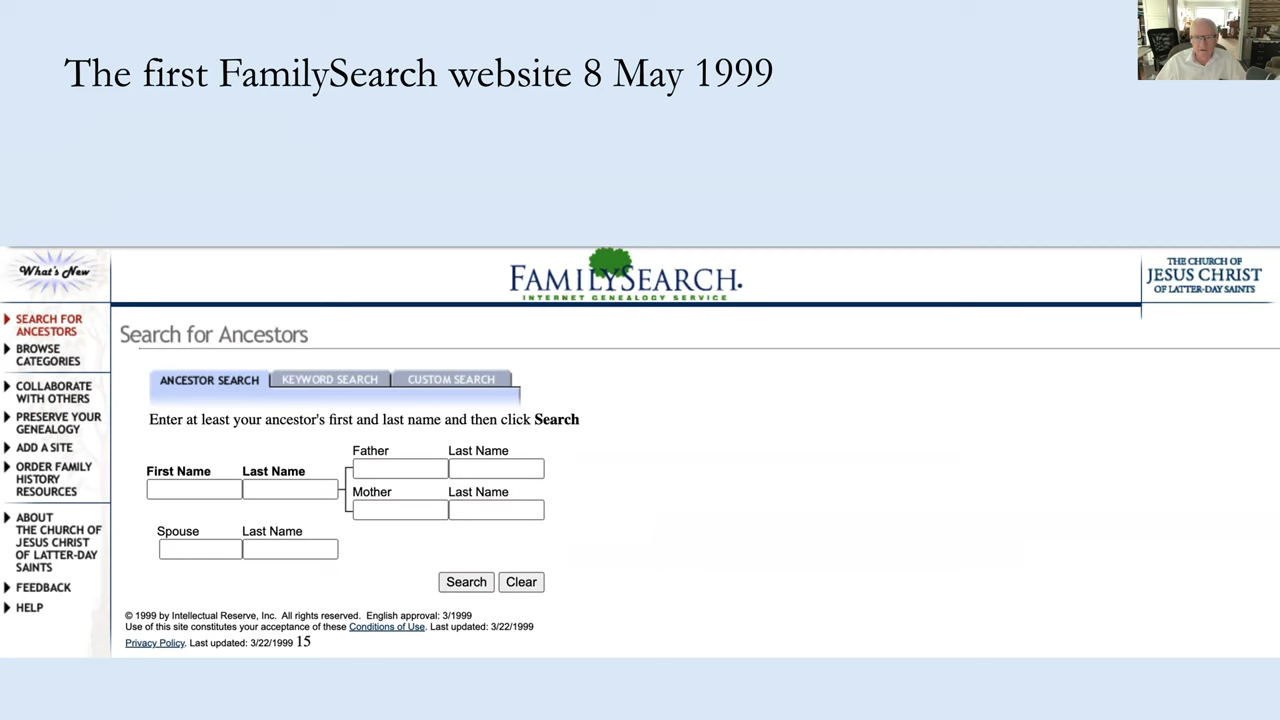 The first FamilySearch website 8 May 1999
What's New
FAMILYSEARCH.
INTERNET GENEALOGY SERVICE
THE CHURCH OF
JESUS CHRIST
OF LATTER-DAY SAINTS
SEARCH FOR
ANCESTORS
BROWSE
CATEGORIES
COLLABORATE
WITH OTHERS
PRESERVE YOUR
GENEALOGY
ADD A SITE
ORDER FAMILY
HISTORY
RESOURCES
ABOUT
THE CHURCH OF
JESUS CHRIST
OF LATTER-DAY
SAINTS
FEEDBACK
HELP
Search for Ancestors
ANCESTOR SEARCH KEYWORD SEARCH CUSTOM SEARCH
Enter at least your ancestor's first and last name and then click Search
Father Last Name
First Name Last Name
Mother Last Name
Spouse Last Name
Search Clear
© 1999 by Intellectual Reserve, Inc. All rights reserved. English approval: 3/1999
Use of this site constitutes your acceptance of these Conditions of Use. Last updated: 3/22/1999
Privacy Policy. Last updated: 3/22/1999 15